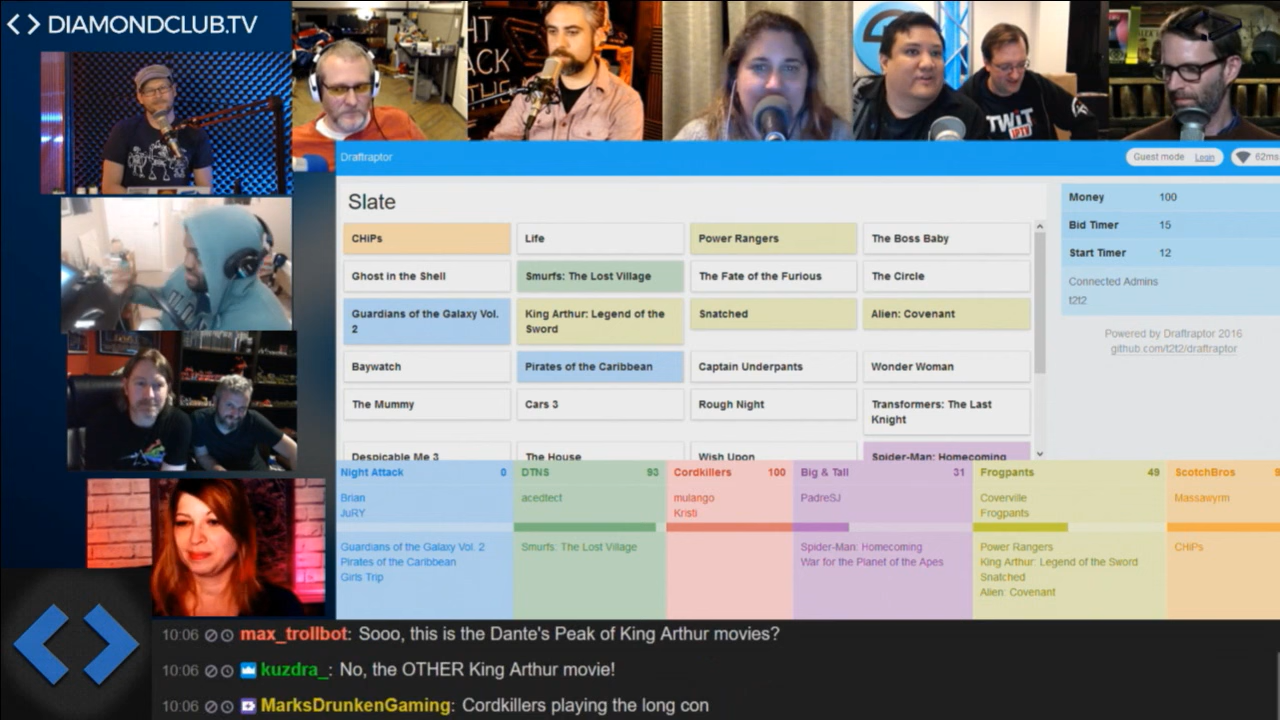 DIAMONDCLUB.TV
TWiT
IPTV
Draftraptor
Guest mode Login 62ms
Slate
CHiPs
Life
Power Rangers
The Boss Baby
Ghost in the Shell
Smurfs: The Lost Village
The Fate of the Furious
The Circle
Guardians of the Galaxy Vol.
2
King Arthur: Legend of the
Sword
Snatched
Alien: Covenant
Baywatch
Pirates of the Caribbean
Captain Underpants
Wonder Woman
The Mummy
Cars 3
Rough Night
Transformers: The Last
Knight
Despicable Me 3
The House
Wish Upon
Spider-Man: Homecoming
Money 100
Bid Timer 15
Start Timer 12
Connected Admins
t2t2
Powered by Draftraptor 2016
github.com/t2t2/draftraptor
Night Attack 0
Brian
JuRY
Guardians of the Galaxy Vol. 2
Pirates of the Caribbean
Girls Trip
DTNS 93
acedtect
Smurfs: The Lost Village
Cordkillers 100
mulango
Kristi
Big & Tall 31
PadreSJ
Spider-Man: Homecoming
War for the Planet of the Apes
Frogpants 49
Coverville
Frogpants
Power Rangers
King Arthur: Legend of the Sword
Snatched
Alien: Covenant
ScotchBros
Massawyrm
CHiPs
10:06 max_trollbot: Sooo, this is the Dante's Peak of King Arthur movies?
10:06 kuzdra_: No, the OTHER King Arthur movie!
10:06 MarksDrunkenGaming: Cordkillers playing the long con